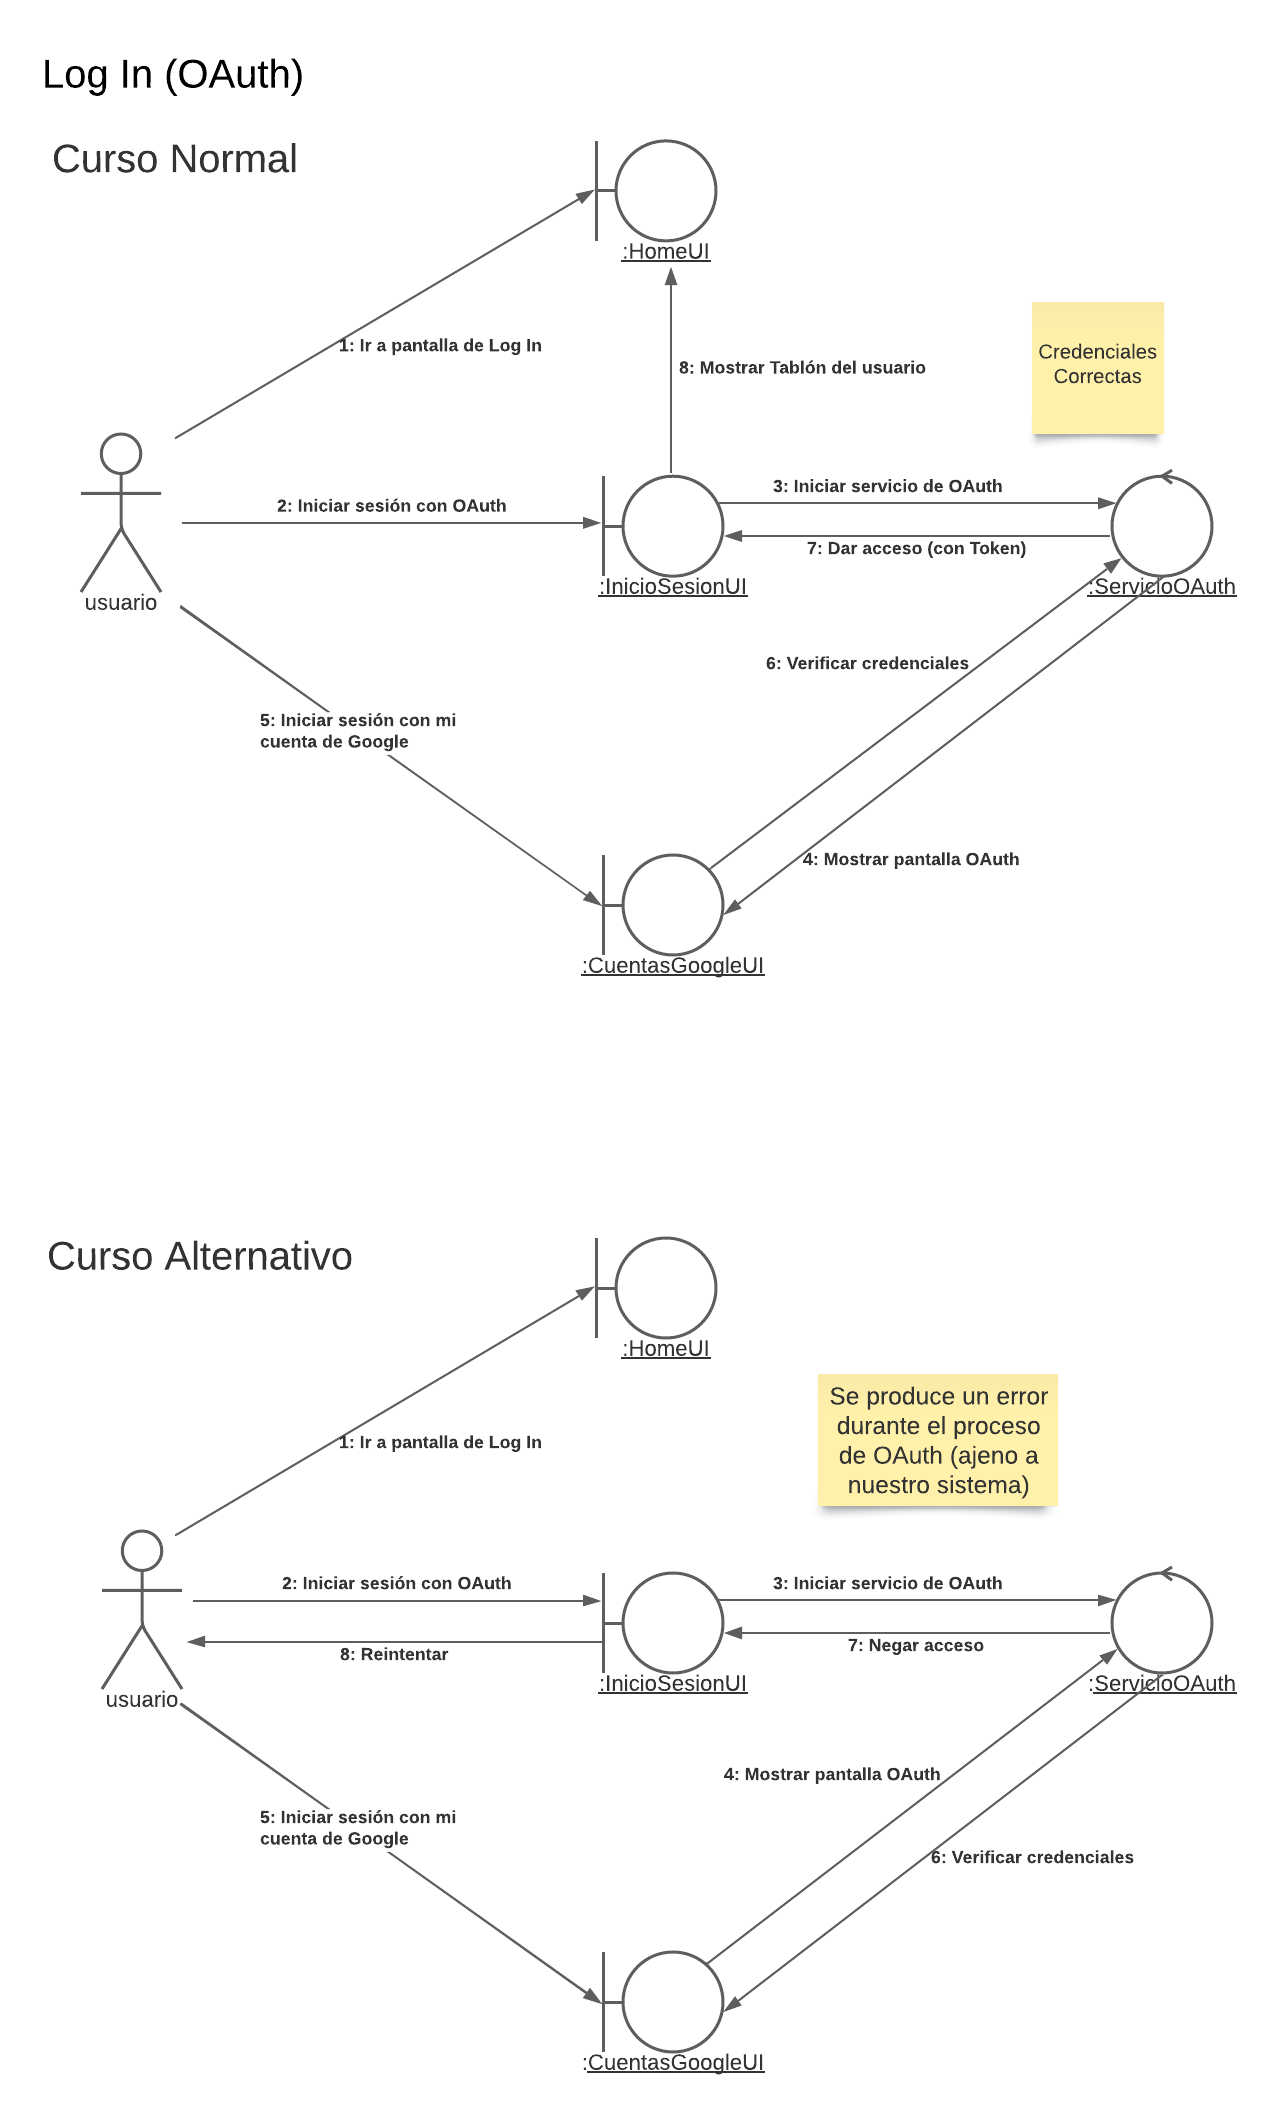 Log In (OAuth)
Curso Normal
:HomeUI
1: Ir a pantalla de Log In
8: Mostrar Tablón del usuario
Credenciales
Correctas
2: Iniciar sesión con OAuth
3: Iniciar servicio de OAuth
7: Dar acceso (con Token)
usuario
:InicioSesionUI
:ServicioOAuth
6: Verificar credenciales
5: Iniciar sesión con mi
cuenta de Google
4: Mostrar pantalla OAuth
:CuentasGoogleUI
Curso Alternativo
:HomeUI
1: Ir a pantalla de Log In
Se produce un error
durante el proceso
de OAuth (ajeno a
nuestro sistema)
2: Iniciar sesión con OAuth
3: Iniciar servicio de OAuth
8: Reintentar
7: Negar acceso
usuario
:InicioSesionUI
:ServicioOAuth
4: Mostrar pantalla OAuth
5: Iniciar sesión con mi
cuenta de Google
6: Verificar credenciales
:CuentasGoogleUI